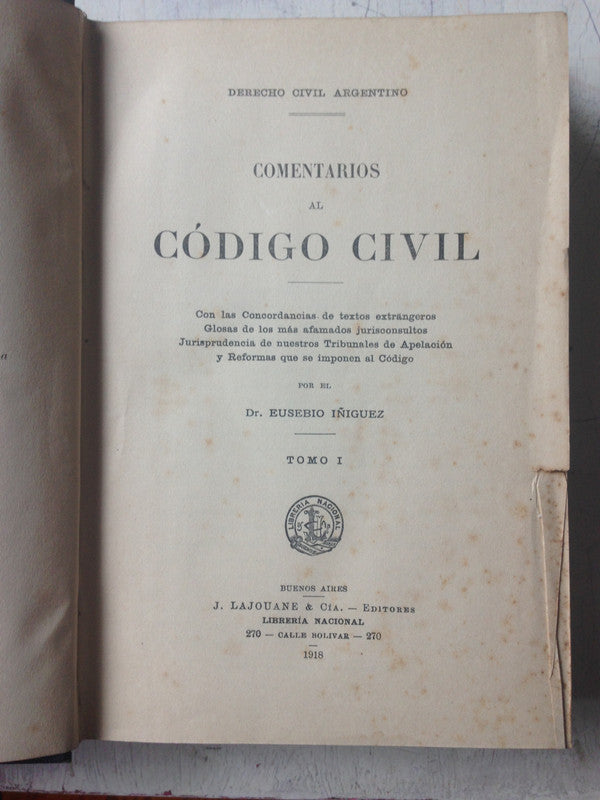 DERECHO CIVIL ARGENTINO
COMENTARIOS
AL
CÓDIGO CIVIL
Con las Concordancias de textos extrangeros
Glosas de los más afamados jurisconsultos
Jurisprudencia de nuestros Tribunales de Apelación
y Reformas que se imponen al Código
POR EL
Dr. EUSEBIO IÑIGUEZ
TOMO I
LIBRERIA NACIONAL
BUENOS AIRES
J. LAJOUANE & Cía. — Editores
LIBRERÍA NACIONAL
270 — CALLE BOLIVAR — 270
1918
a